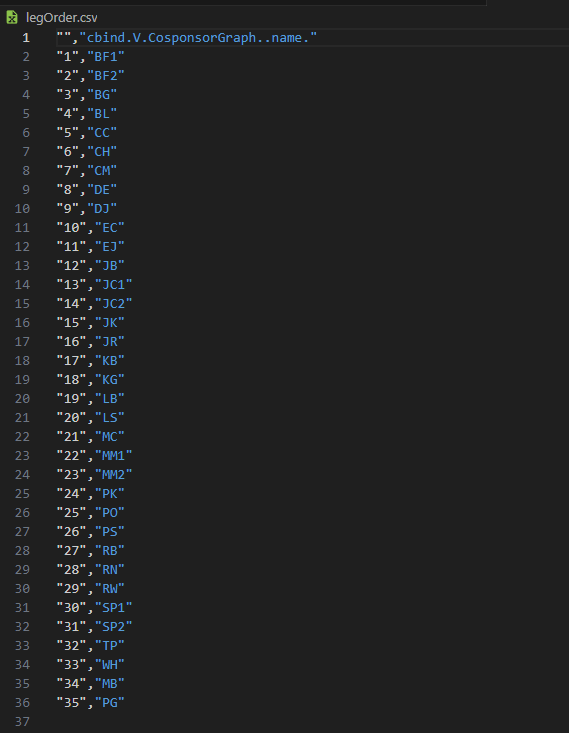 legOrder.csv
1 "","cbind.V.CosponsorGraph..name."
2 "1","BF1"
3 "2","BF2"
4 "3","BG"
5 "4","BL"
6 "5","CC"
7 "6","CH"
8 "7","CM"
9 "8","DE"
10 "9","DJ"
11 "10","EC"
12 "11","EJ"
13 "12","JB"
14 "13","JC1"
15 "14","JC2"
16 "15","JK"
17 "16","JR"
18 "17","KB"
19 "18","KG"
20 "19","LB"
21 "20","LS"
22 "21","MC"
23 "22","MM1"
24 "23","MM2"
25 "24","PK"
26 "25","PO"
27 "26","PS"
28 "27","RB"
29 "28","RN"
30 "29","RW"
31 "30","SP1"
32 "31","SP2"
33 "32","TP"
34 "33","WH"
35 "34","MB"
36 "35","PG"
37